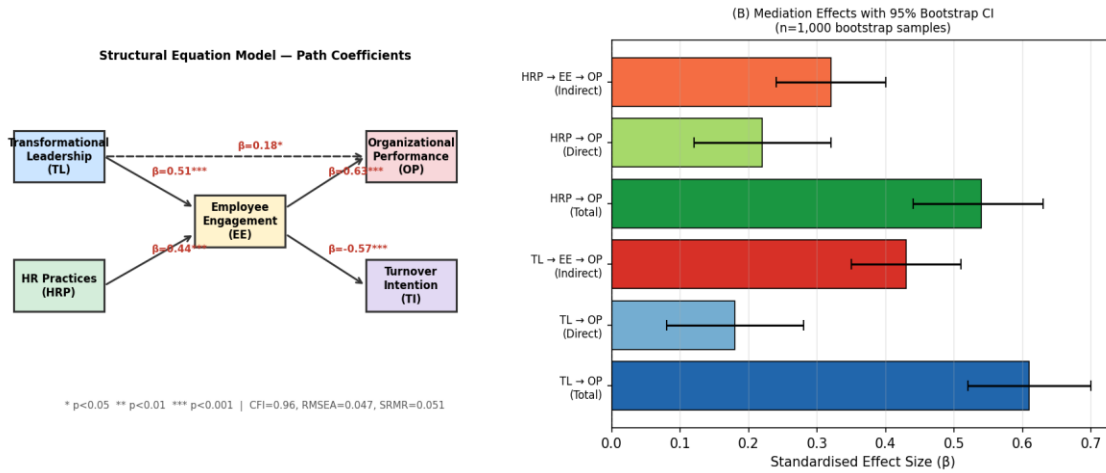 Structural Equation Model — Path Coefficients
Transformational
Leadership
(TL)
β=0.18*
Organizational
Performance
(OP)
β=0.51***
β=0.63***
Employee
Engagement
(EE)
β=0.44***
β=-0.57***
HR Practices
(HRP)
Turnover
Intention
(TI)
* p<0.05  ** p<0.01  *** p<0.001  |  CFI=0.96, RMSEA=0.047, SRMR=0.051
(B) Mediation Effects with 95% Bootstrap CI
(n=1,000 bootstrap samples)
HRP → EE → OP
(Indirect)
HRP → OP
(Direct)
HRP → OP
(Total)
TL → EE → OP
(Indirect)
TL → OP
(Direct)
TL → OP
(Total)
0.0 0.1 0.2 0.3 0.4 0.5 0.6 0.7
Standardised Effect Size (β)